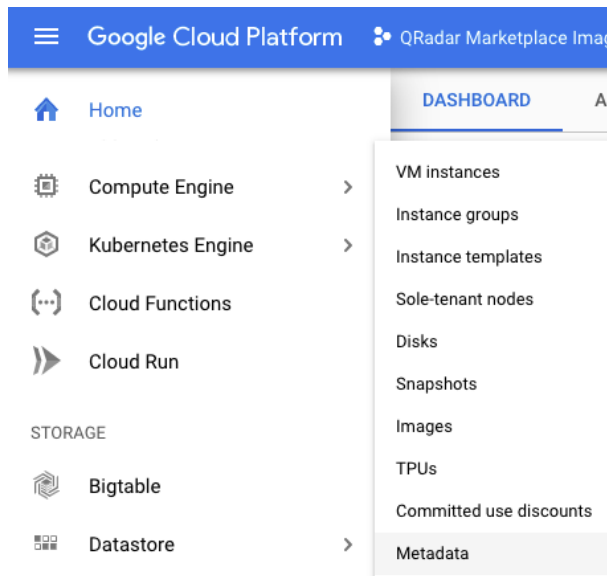 Google Cloud Platform
QRadar Marketplace
Home
DASHBOARD
Compute Engine
Kubernetes Engine
Cloud Functions
Cloud Run
STORAGE
Bigtable
Datastore
VM instances
Instance groups
Instance templates
Sole-tenant nodes
Disks
Snapshots
Images
TPUs
Committed use discounts
Metadata